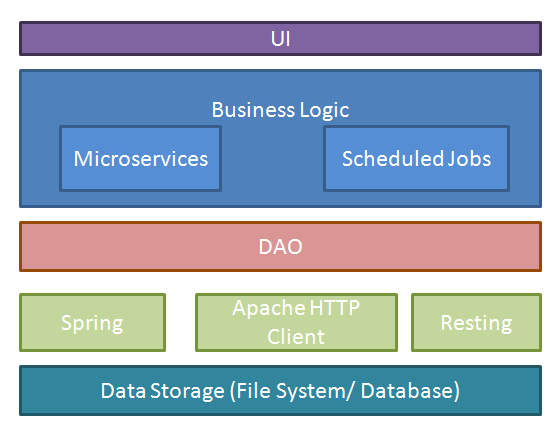 UI
Business Logic
Microservices
Scheduled Jobs
DAO
Spring
Apache HTTP
Client
Resting
Data Storage (File System/ Database)